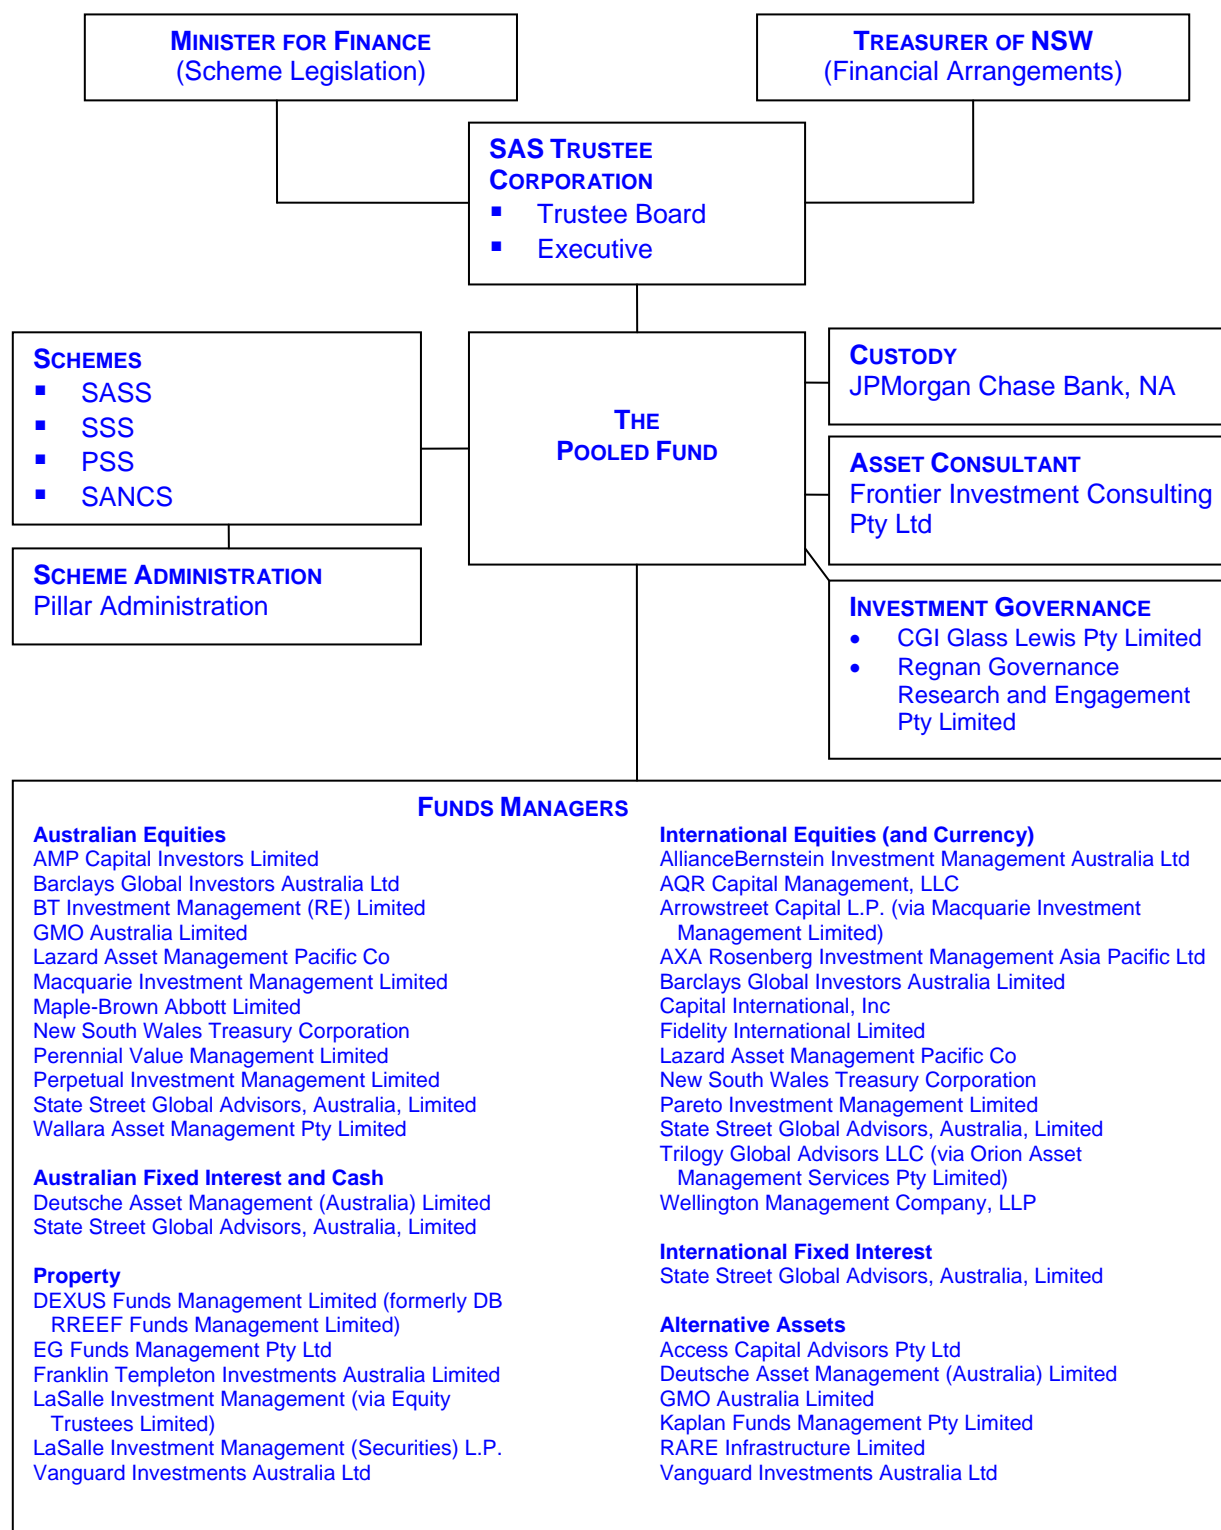 MINISTER FOR FINANCE
(Scheme Legislation)
TREASURER OF NSW
(Financial Arrangements)
SAS TRUSTEE
CORPORATION
▪ Trustee Board
▪ Executive
SCHEMES
▪ SASS
▪ SSS
▪ PSS
▪ SANCS
THE
POOLED FUND
CUSTODY
JPMorgan Chase Bank, NA
ASSET CONSULTANT
Frontier Investment Consulting
Pty Ltd
SCHEME ADMINISTRATION
Pillar Administration
INVESTMENT GOVERNANCE
• CGI Glass Lewis Pty Limited
• Regnan Governance
Research and Engagement
Pty Limited
FUNDS MANAGERS
Australian Equities
AMP Capital Investors Limited
Barclays Global Investors Australia Ltd
BT Investment Management (RE) Limited
GMO Australia Limited
Lazard Asset Management Pacific Co
Macquarie Investment Management Limited
Maple-Brown Abbott Limited
New South Wales Treasury Corporation
Perennial Value Management Limited
Perpetual Investment Management Limited
State Street Global Advisors, Australia, Limited
Wallara Asset Management Pty Limited
Australian Fixed Interest and Cash
Deutsche Asset Management (Australia) Limited
State Street Global Advisors, Australia, Limited
Property
DEXUS Funds Management Limited (formerly DB
RREEF Funds Management Limited)
EG Funds Management Pty Ltd
Franklin Templeton Investments Australia Limited
LaSalle Investment Management (via Equity
Trustees Limited)
LaSalle Investment Management (Securities) L.P.
Vanguard Investments Australia Ltd
International Equities (and Currency)
AllianceBernstein Investment Management Australia Ltd
AQR Capital Management, LLC
Arrowstreet Capital L.P. (via Macquarie Investment
Management Limited)
AXA Rosenberg Investment Management Asia Pacific Ltd
Barclays Global Investors Australia Limited
Capital International, Inc
Fidelity International Limited
Lazard Asset Management Pacific Co
New South Wales Treasury Corporation
Pareto Investment Management Limited
State Street Global Advisors, Australia, Limited
Trilogy Global Advisors LLC (via Orion Asset
Management Services Pty Limited)
Wellington Management Company, LLP
International Fixed Interest
State Street Global Advisors, Australia, Limited
Alternative Assets
Access Capital Advisors Pty Ltd
Deutsche Asset Management (Australia) Limited
GMO Australia Limited
Kaplan Funds Management Pty Limited
RARE Infrastructure Limited
Vanguard Investments Australia Ltd